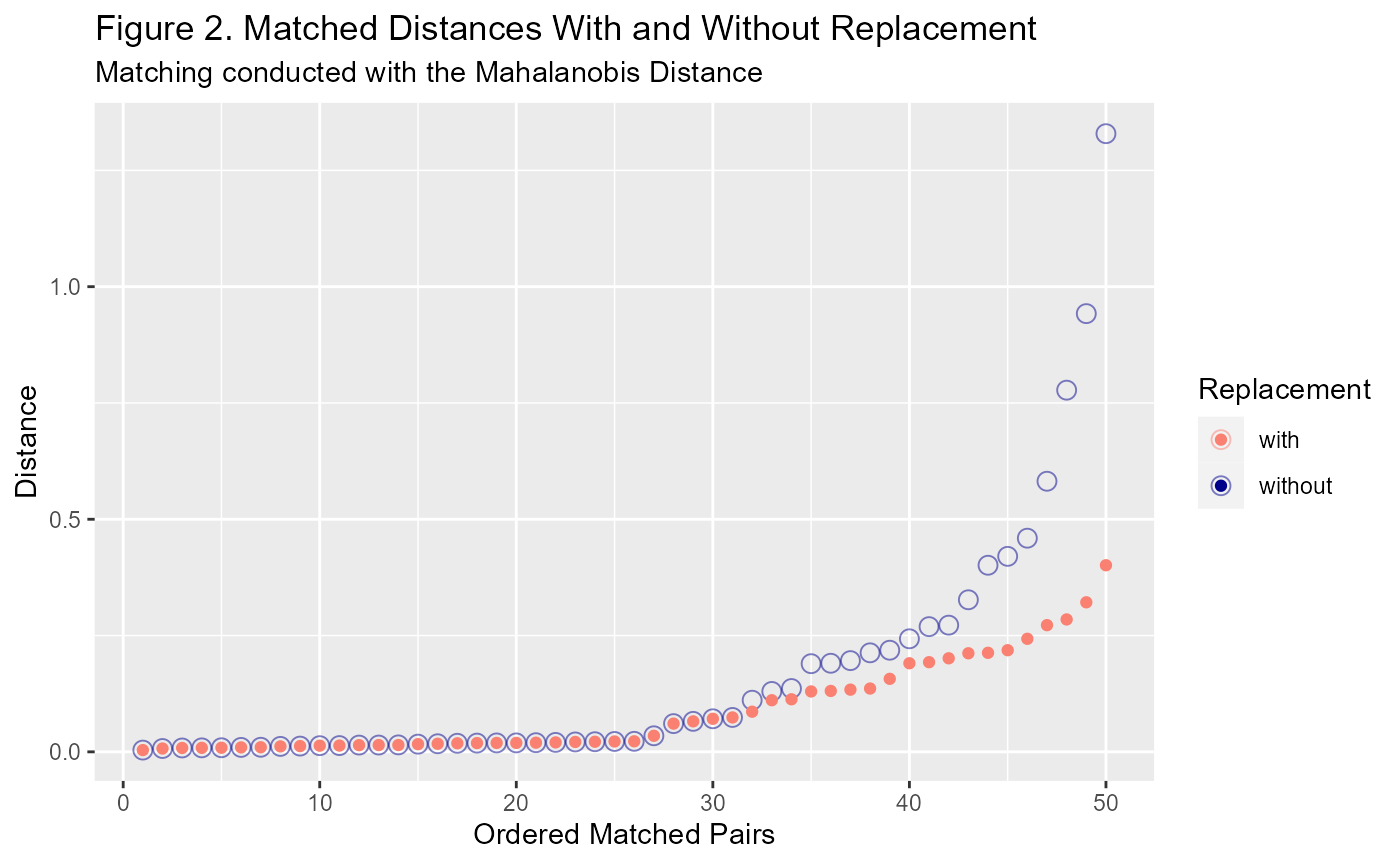 Figure 2. Matched Distances With and Without Replacement
Matching conducted with the Mahalanobis Distance
1.0
0.5
0.0
Distance
0 10 20 30 40 50
Ordered Matched Pairs
Replacement
with
without